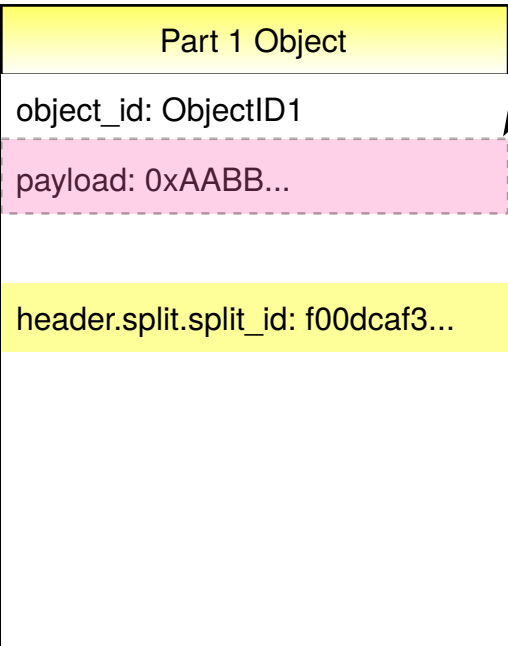 Part 1 Object
object_id: ObjectID1
payload: 0xAABB...
header.split.split_id: f00dcaf3...